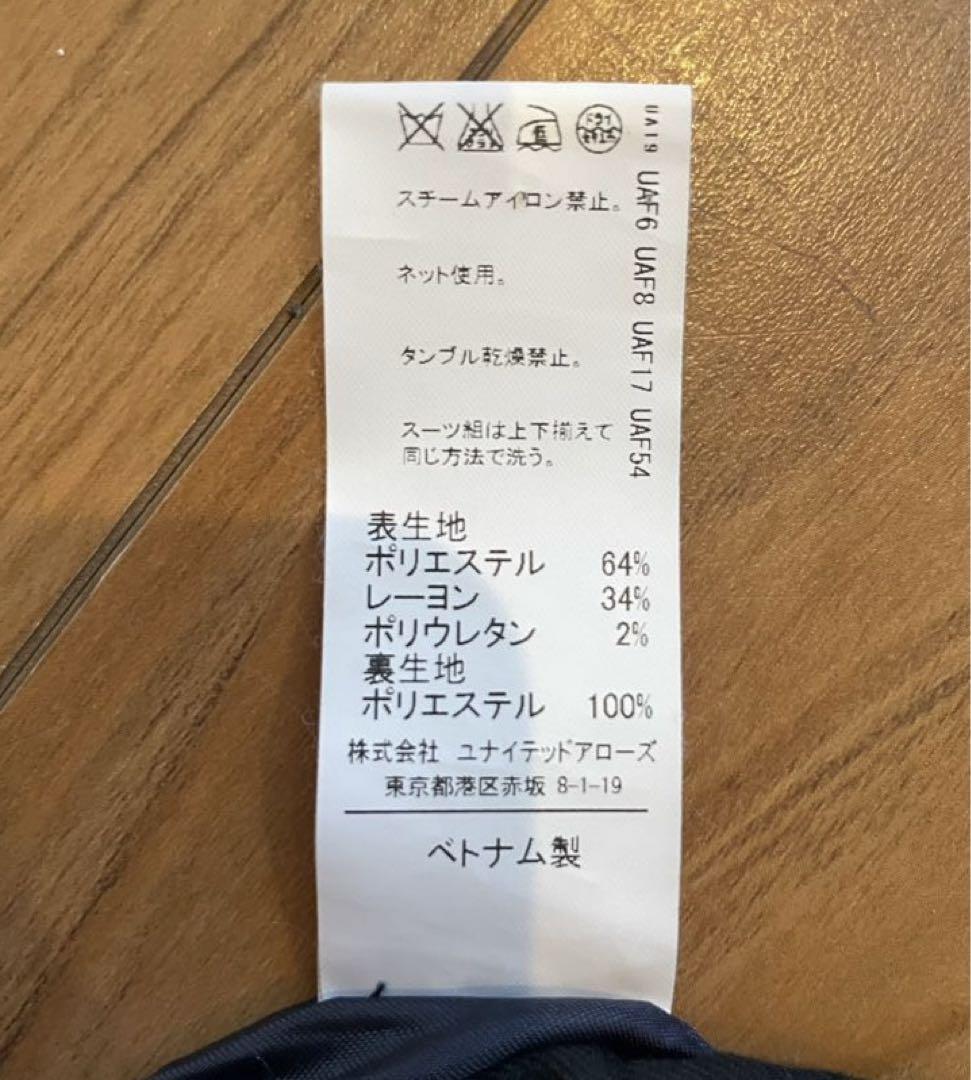 UA19 UAF6 UAF8 UAF17 UAF54
スチームアイロン禁止。
ネット使用。
タンブル乾燥禁止。
スーツ組は上下揃えて
同じ方法で洗う。
表生地
ポリエステル 64%
レーヨン 34%
ポリウレタン 2%
裏生地
ポリエステル 100%
株式会社 ユナイテッドアローズ
東京都港区赤坂 8-1-19
ベトナム製